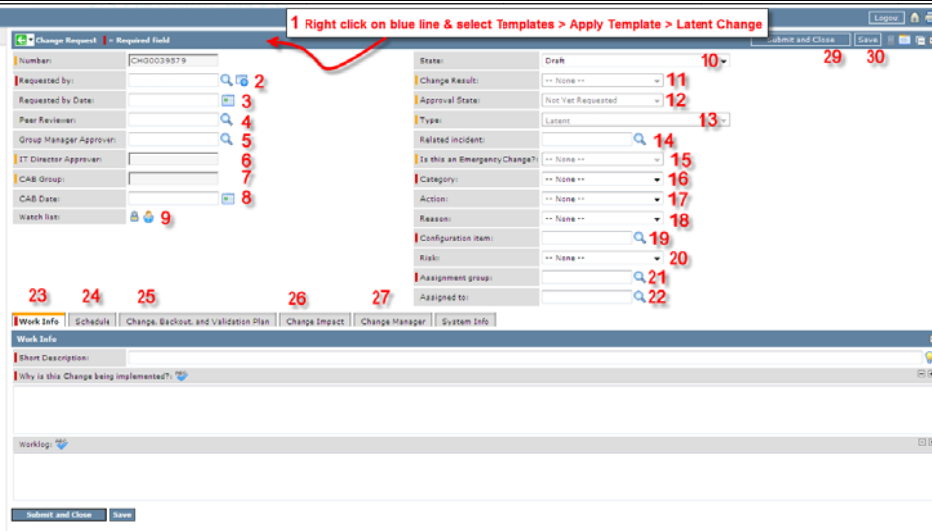 1 Right click on blue line & select Templates > Apply Template > Latent Change
Logout
Change Request = Required field
Submit and Close Save
29 30
Number: CHG0039579
Requested by: 2
Requested by Date: 3
Peer Reviewer: 4
Group Manager Approver: 5
IT Director Approver: 6
CAB Group: 7
CAB Date: 8
Watch list: 9
State: Draft 10
Change Result: -- None -- 11
Approval State: Not Yet Requested 12
Type: Latent 13
Related incident: 14
Is this an Emergency Change?: -- None -- 15
Category: -- None -- 16
Action: -- None -- 17
Reason: -- None -- 18
Configuration item: 19
Risk: -- None -- 20
Assignment group: 21
Assigned to: 22
23 24 25 26 27
Work Info Schedule Change, Backout, and Validation Plan Change Impact Change Manager System Info
Work Info
Short Description:
Why is this Change being implemented?:
Worklog:
Submit and Close Save